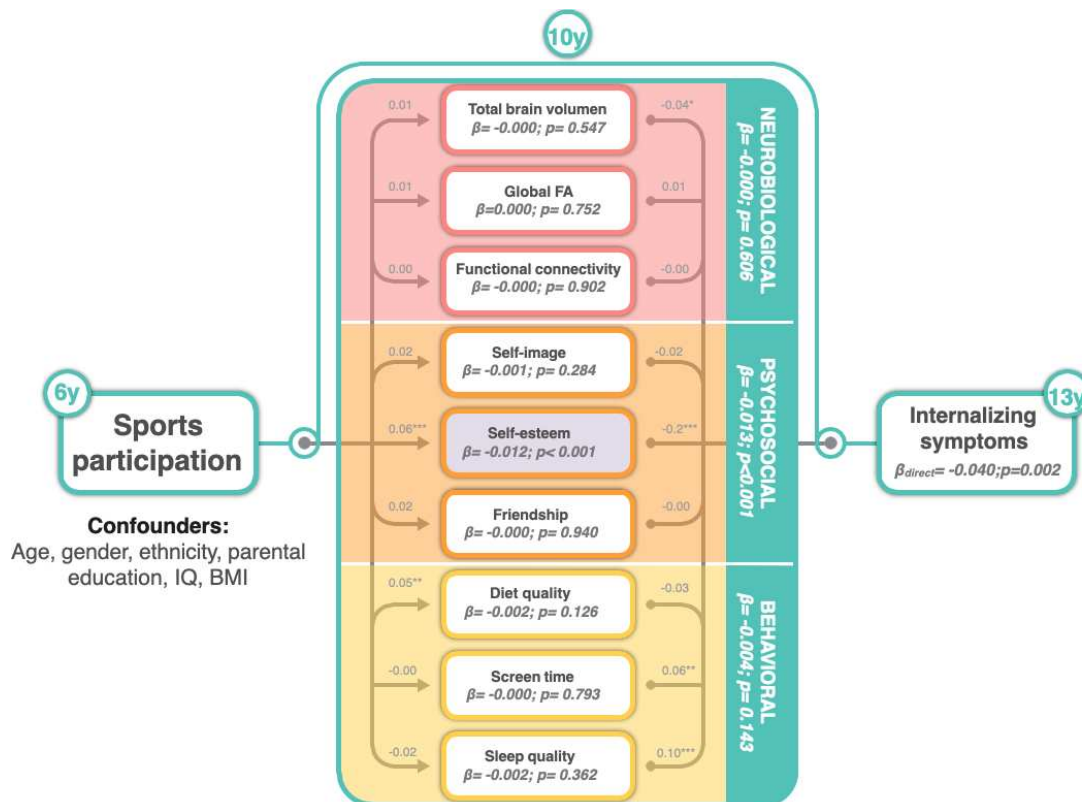 10y
0.01
Total brain volumen
β= -0.000; p= 0.547
-0.04*
0.01
Global FA
β=0.000; p= 0.752
0.01
0.00
Functional connectivity
β= -0.000; p= 0.902
-0.00
NEUROBIOLOGICAL
β= -0.000; p= 0.606
0.02
Self-image
β= -0.001; p= 0.284
-0.02
6y
Sports
participation
0.06***
Self-esteem
β= -0.012; p< 0.001
-0.2***
0.02
Friendship
β= -0.000; p= 0.940
-0.00
PSYCHOSOCIAL
β= -0.013; p<0.001
13y
Internalizing
symptoms
βdirect= -0.040;p=0.002
Confounders:
Age, gender, ethnicity, parental
education, IQ, BMI
0.05**
Diet quality
β= -0.002; p= 0.126
-0.03
-0.00
Screen time
β= -0.000; p= 0.793
0.06**
-0.02
Sleep quality
β= -0.002; p= 0.362
0.10***
BEHAVIORAL
β= -0.004; p= 0.143